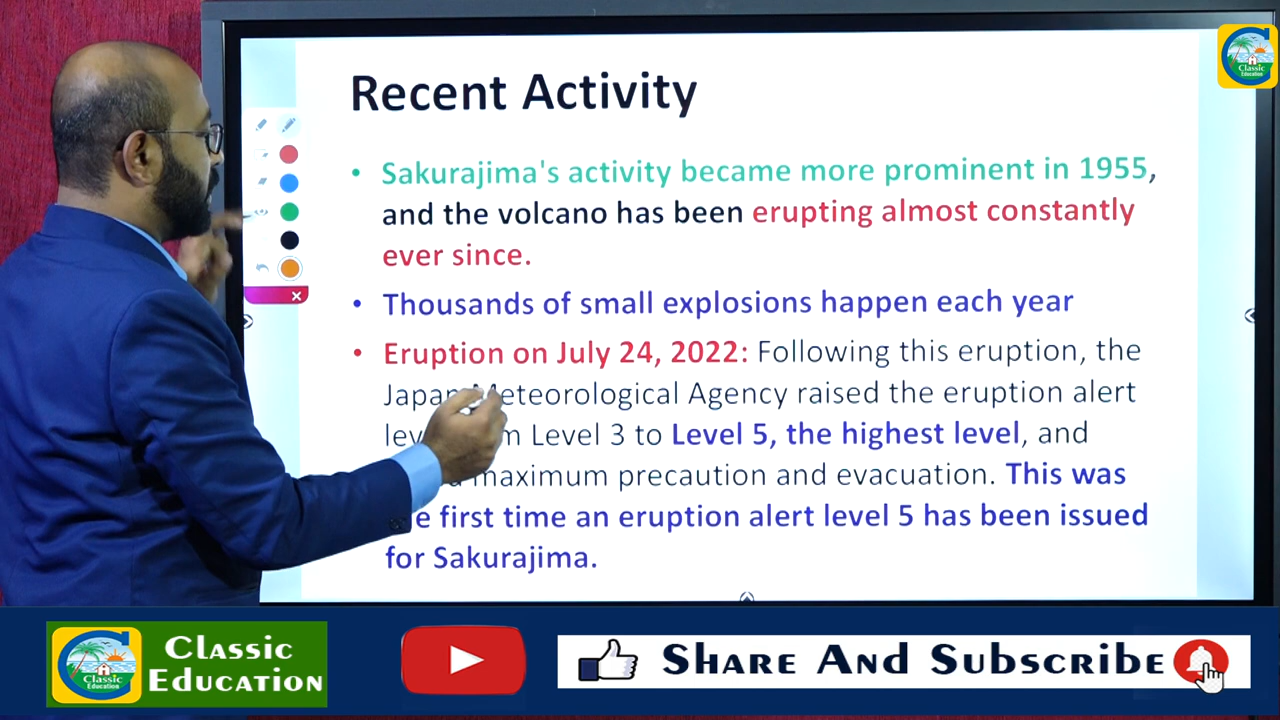 Recent Activity
• Sakurajima's activity became more prominent in 1955,
and the volcano has been erupting almost constantly
ever since.
• Thousands of small explosions happen each year
• Eruption on July 24, 2022: Following this eruption, the
Japan Meteorological Agency raised the eruption alert
Level 3 to Level 5, the highest level, and
maximum precaution and evacuation. This was
first time an eruption alert level 5 has been issued
for Sakurajima.
Classic
Education
Classic
Education
Classic
Education
Share And Subscribe